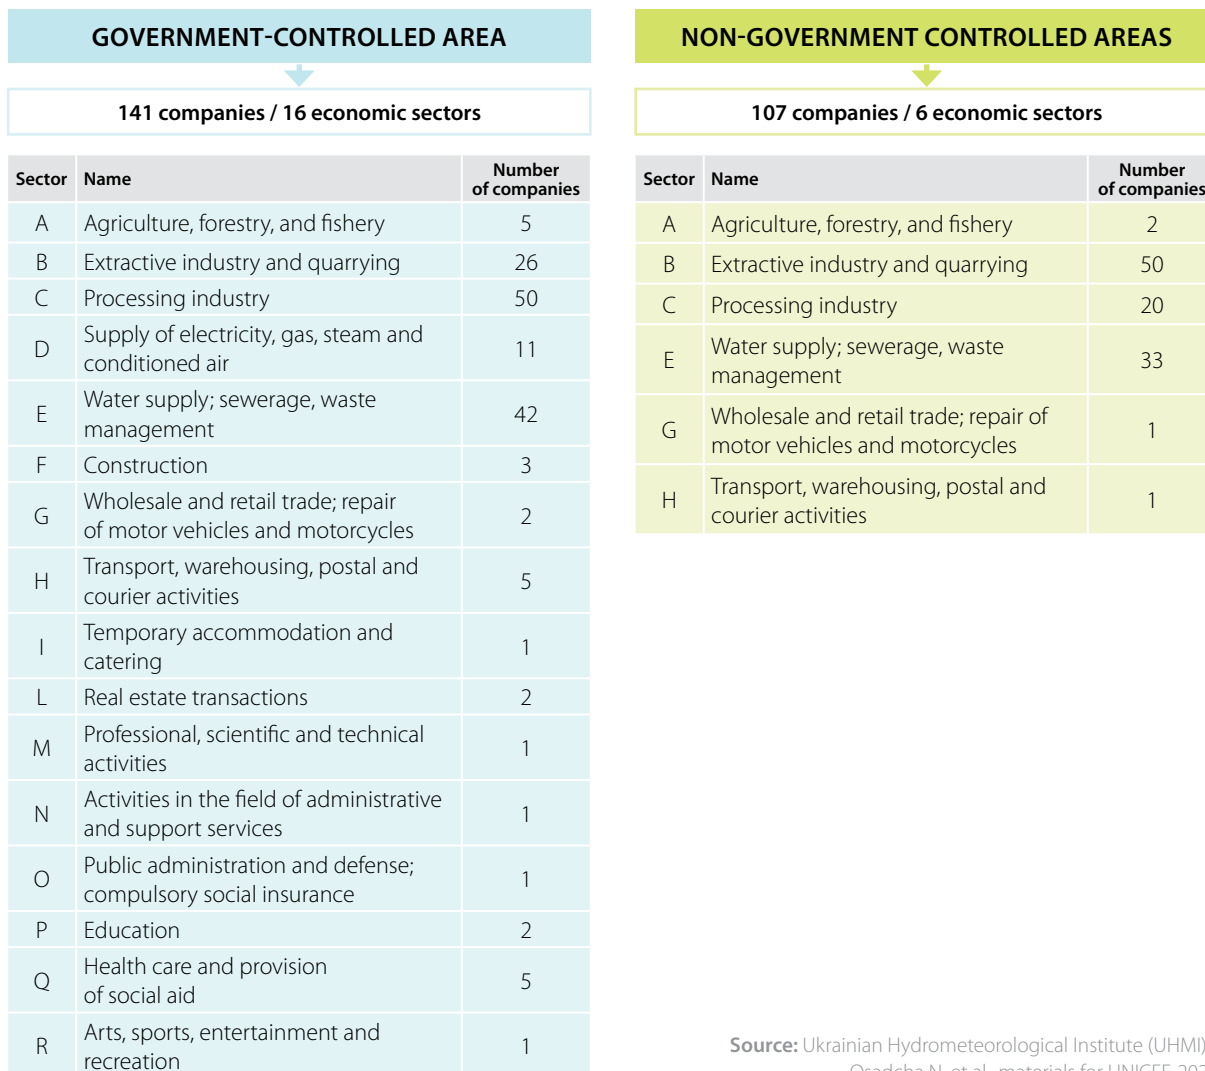 GOVERNMENT-CONTROLLED AREA
141 companies / 16 economic sectors
Sector Name Number of companies
A Agriculture, forestry, and fishery 5
B Extractive industry and quarrying 26
C Processing industry 50
D Supply of electricity, gas, steam and
conditioned air 11
E Water supply; sewerage, waste
management 42
F Construction 3
G Wholesale and retail trade; repair
of motor vehicles and motorcycles 2
H Transport, warehousing, postal and
courier activities 5
I Temporary accommodation and
catering 1
L Real estate transactions 2
M Professional, scientific and technical
activities 1
N Activities in the field of administrative
and support services 1
O Public administration and defense;
compulsory social insurance 1
P Education 2
Q Health care and provision
of social aid 5
R Arts, sports, entertainment and
recreation 1
NON-GOVERNMENT CONTROLLED AREAS
107 companies / 6 economic sectors
Sector Name Number of companies
A Agriculture, forestry, and fishery 2
B Extractive industry and quarrying 50
C Processing industry 20
E Water supply; sewerage, waste
management 33
G Wholesale and retail trade; repair of
motor vehicles and motorcycles 1
H Transport, warehousing, postal and
courier activities 1
Source: Ukrainian Hydrometeorological Institute (UHMI)
Osadcha N. et al., materials for UNICEF